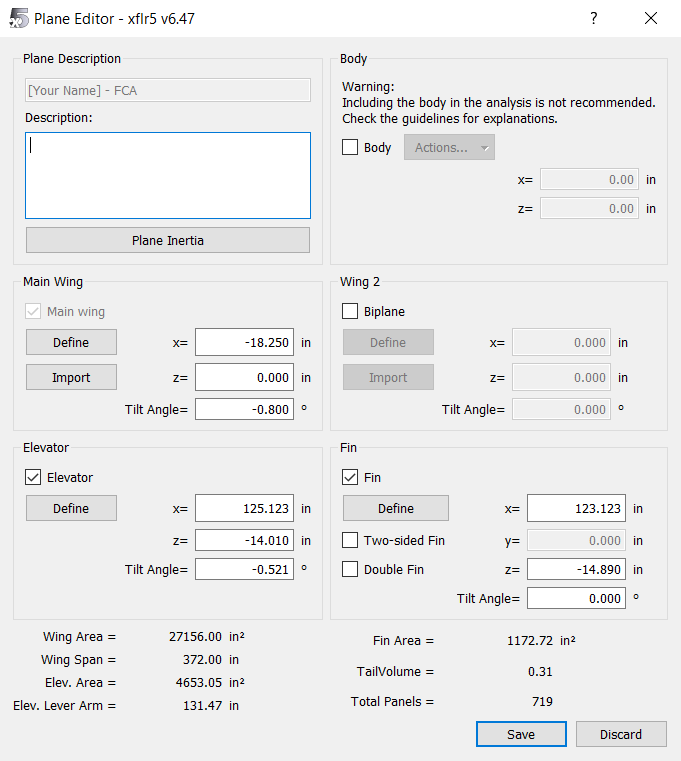 Plane Editor - xflr5 v6.47
Plane Description
[Your Name] - FCA
Description:
Plane Inertia
Body
Warning:
Including the body in the analysis is not recommended.
Check the guidelines for explanations.
Body Actions...
x= 0.00 in
z= 0.00 in
Main Wing
Main wing
Define x= -18.250 in
Import z= 0.000 in
Tilt Angle= -0.800 °
Wing 2
Biplane
Define x= 0.000 in
Import z= 0.000 in
Tilt Angle= 0.000 °
Elevator
Elevator
Define x= 125.123 in
z= -14.010 in
Tilt Angle= -0.521 °
Fin
Fin
Define x= 123.123 in
Two-sided Fin y= 0.000 in
Double Fin z= -14.890 in
Tilt Angle= 0.000 °
Wing Area = 27156.00 in²
Wing Span = 372.00 in
Elev. Area = 4653.05 in²
Elev. Lever Arm = 131.47 in
Fin Area = 1172.72 in²
TailVolume = 0.31
Total Panels = 719
Save Discard